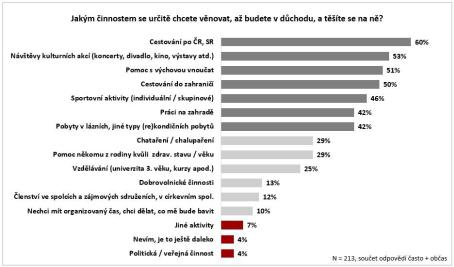 Jakým činnostem se určitě chcete věnovat, až budete v důchodu, a těšíte se na ně?
Cestování po ČR, SR 60%
Návštěvy kulturních akcí (koncerty, divadlo, kino, výstavy atd.) 53%
Pomoc s výchovou vnoučat 51%
Cestování do zahraničí 50%
Sportovní aktivity (individuální / skupinové) 46%
Práci na zahradě 42%
Pobyty v lázních, jiné typy (re)kondičních pobytů 42%
Chataření / chalupaření 29%
Pomoc někomu z rodiny kvůli zdrav. stavu / věku 29%
Vzdělávání (univerzita 3. věku, kurzy apod.) 25%
Dobrovolnické činnosti 13%
Členství ve spolcích a zájmových sdruženích, v církevním spol. 12%
Nechci mít organizovaný čas, chci dělat, co mě bude bavit 10%
Jiné aktivity 7%
Nevím, je to ještě daleko 4%
Politická / veřejná činnost 4%
N = 213, součet odpovědí často + občas